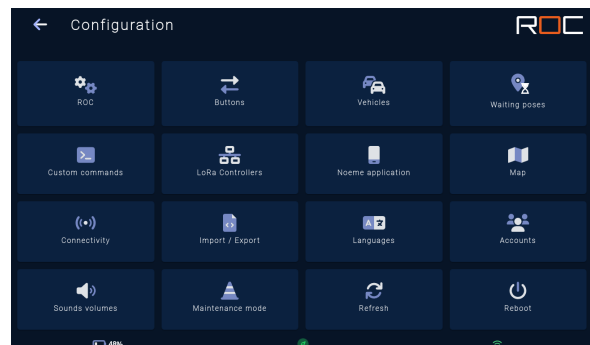 Configuration
ROC
ROC
Buttons
Vehicles
Waiting poses
Custom commands
LoRa Controllers
Noeme application
Map
Connectivity
Import / Export
Languages
Accounts
Sounds volumes
Maintenance mode
Refresh
Reboot
48%